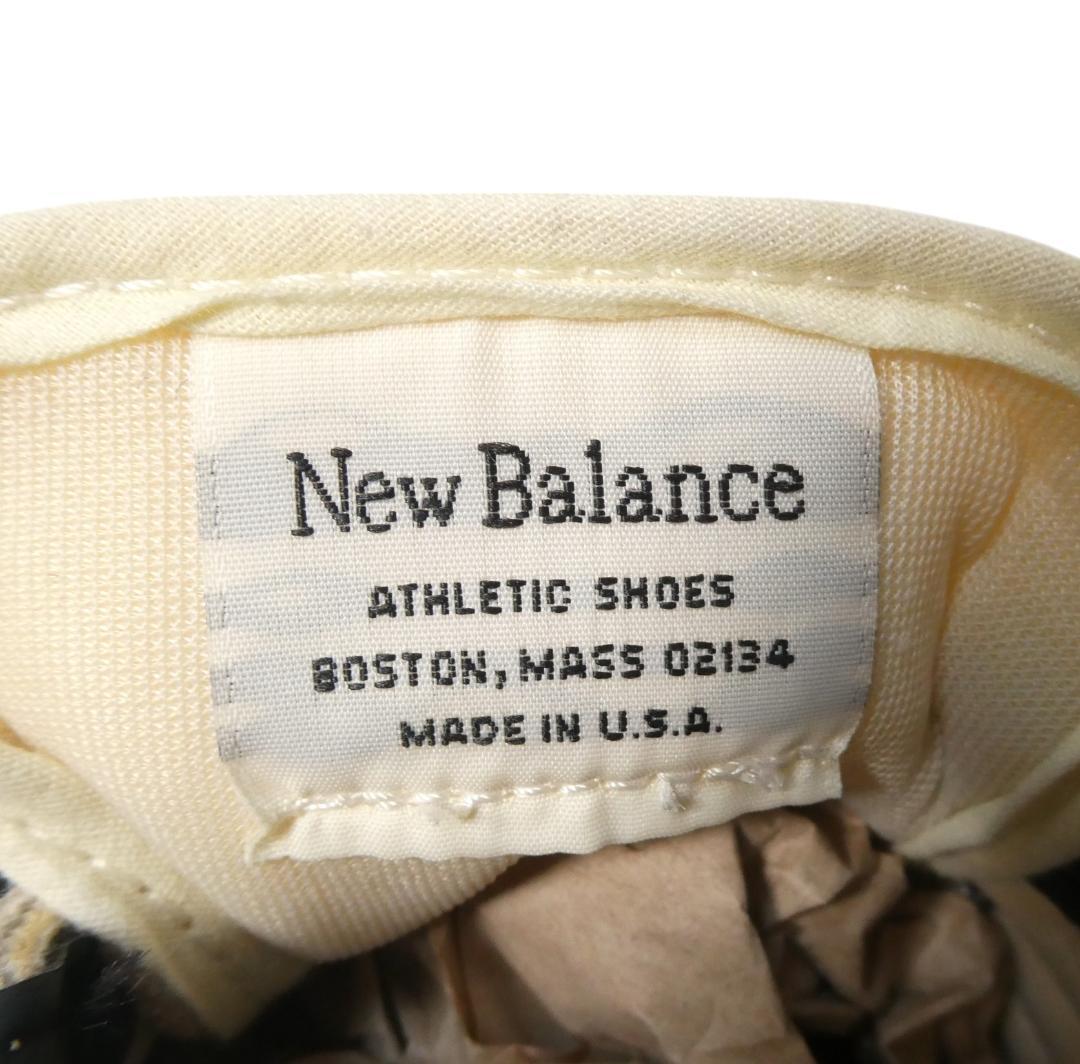 New Balance
ATHLETIC SHOES
BOSTON, MASS 02134
MADE IN U.S.A.